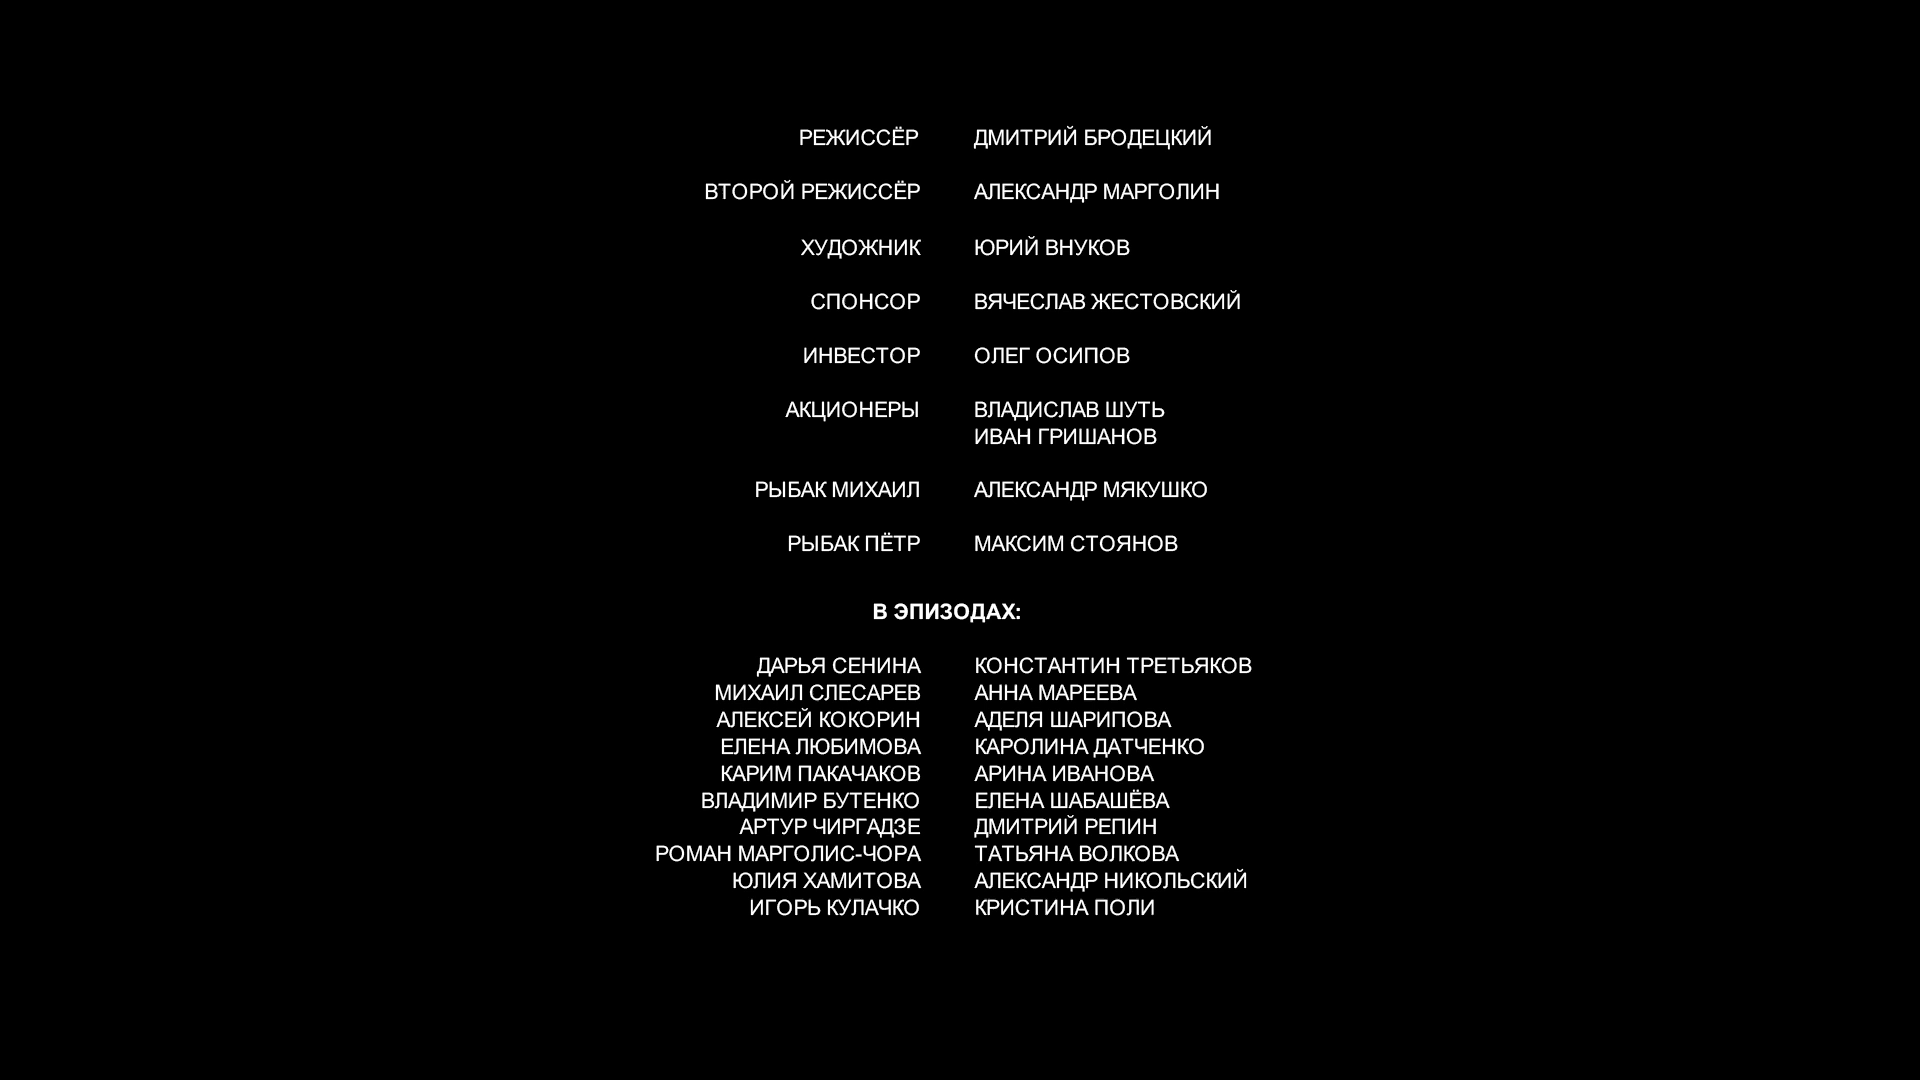 РЕЖИССЁР ДМИТРИЙ БРОДЕЦКИЙ
ВТОРОЙ РЕЖИССЁР АЛЕКСАНДР МАРГОЛИН
ХУДОЖНИК ЮРИЙ ВНУКОВ
СПОНСОР ВЯЧЕСЛАВ ЖЕСТОВСКИЙ
ИНВЕСТОР ОЛЕГ ОСИПОВ
АКЦИОНЕРЫ ВЛАДИСЛАВ ШУТЬ
ИВАН ГРИШАНОВ
РЫБАК МИХАИЛ АЛЕКСАНДР МЯКУШКО
РЫБАК ПЁТР МАКСИМ СТОЯНОВ
В ЭПИЗОДАХ:
ДАРЬЯ СЕНИНА КОНСТАНТИН ТРЕТЬЯКОВ
МИХАИЛ СЛЕСАРЕВ АННА МАРЕЕВА
АЛЕКСЕЙ КОКОРИН АДЕЛЯ ШАРИПОВА
ЕЛЕНА ЛЮБИМОВА КАРОЛИНА ДАТЧЕНКО
КАРИМ ПАКАЧАКОВ АРИНА ИВАНОВА
ВЛАДИМИР БУТЕНКО ЕЛЕНА ШАБАШЁВА
АРТУР ЧИРГАДЗЕ ДМИТРИЙ РЕПИН
РОМАН МАРГОЛИС-ЧОРА ТАТЬЯНА ВОЛКОВА
ЮЛИЯ ХАМИТОВА АЛЕКСАНДР НИКОЛЬСКИЙ
ИГОРЬ КУЛАЧКО КРИСТИНА ПОЛИ